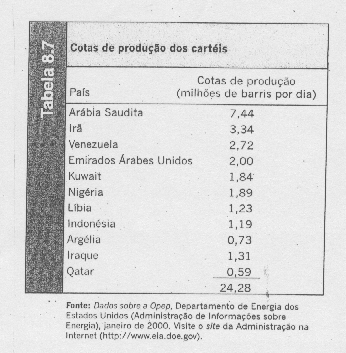 Tabela 8.7
Cotas de produção dos cartéis
Cotas de produção
País (milhões de barris por dia)
Arábia Saudita 7,44
Irã 3,34
Venezuela 2,72
Emirados Árabes Unidos 2,00
Kuwait 1,84
Nigéria 1,89
Líbia 1,23
Indonésia 1,19
Argélia 0,73
Iraque 1,31
Qatar 0,59
24,28
Fonte: Dados sobre a Opep, Departamento de Energia dos
Estados Unidos (Administração de Informações sobre
Energia), janeiro de 2000. Visite o site da Administração na
Internet (http://www.eia.doe.gov).